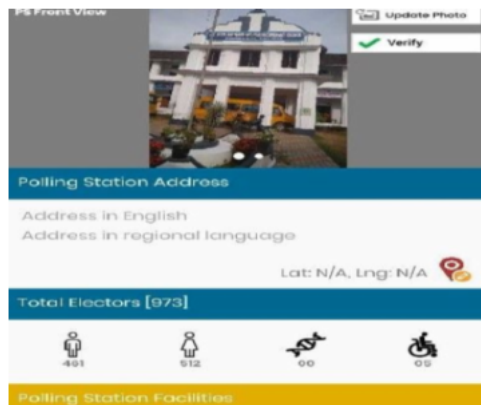 PS Front View
Update Photo
Verify
Polling Station Address
Address in English
Address in regional language
Lat: N/A, Lng: N/A
Total Electors [973]
461 512 00 05
Polling Station Facilities